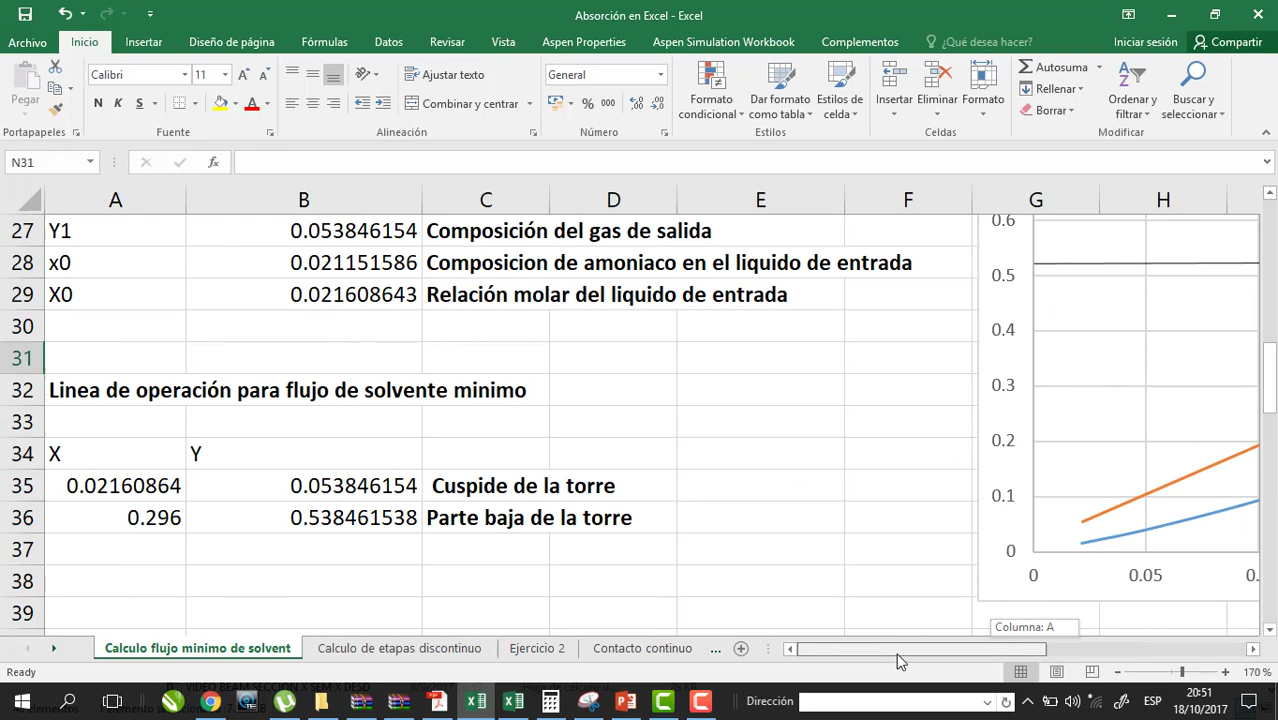 Absorción en Excel - Excel
Archivo Inicio Insertar Diseño de página Fórmulas Datos Revisar Vista Aspen Properties Aspen Simulation Workbook Complementos ¿Qué desea hacer? Iniciar sesión Compartir
Pegar
Calibri 11
N K S
Ajustar texto
Combinar y centrar
General
% 000
Formato condicional
Dar formato como tabla
Estilos de celda
Insertar
Eliminar
Formato
Autosuma
Rellenar
Borrar
Ordenar y filtrar
Buscar y seleccionar
Portapapeles Fuente Alineación Número Estilos Celdas Modificar
N31 fx
A B C D E F G H
27 Y1 0.053846154 Composición del gas de salida
28 x0 0.021151586 Composicion de amoniaco en el liquido de entrada
29 X0 0.021608643 Relación molar del liquido de entrada
30
31
32 Linea de operación para flujo de solvente minimo
33
34 X Y
35 0.02160864 0.053846154 Cuspide de la torre
36 0.296 0.538461538 Parte baja de la torre
37
38
39
0.6
0.5
0.4
0.3
0.2
0.1
0
0 0.05 0.
Columna: A
Calculo flujo minimo de solvent Calculo de etapas discontinuo Ejercicio 2 Contacto continuo ...
Ready 170 %
VIDEO BEAM SECCION X SEM X DESD
Dirección ESP 20:51
18/10/2017